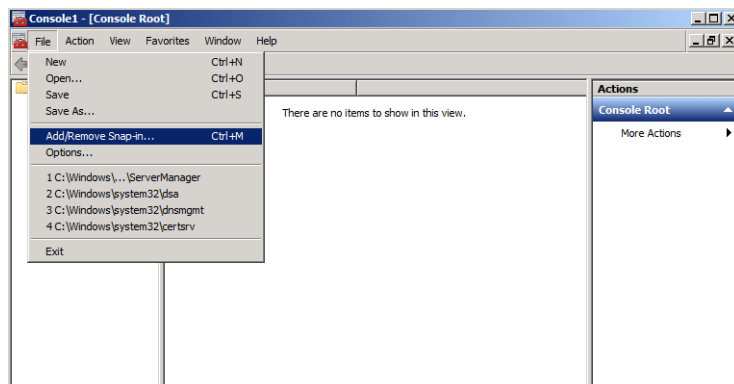 Console1 - [Console Root]
File Action View Favorites Window Help
New Ctrl+N
Open... Ctrl+O
Save Ctrl+S
Save As...
Add/Remove Snap-in... Ctrl+M
Options...
1 C:\Windows\...\ServerManager
2 C:\Windows\system32\dsa
3 C:\Windows\system32\dnsmgmt
4 C:\Windows\system32\certsrv
Exit
There are no items to show in this view.
Actions
Console Root
More Actions